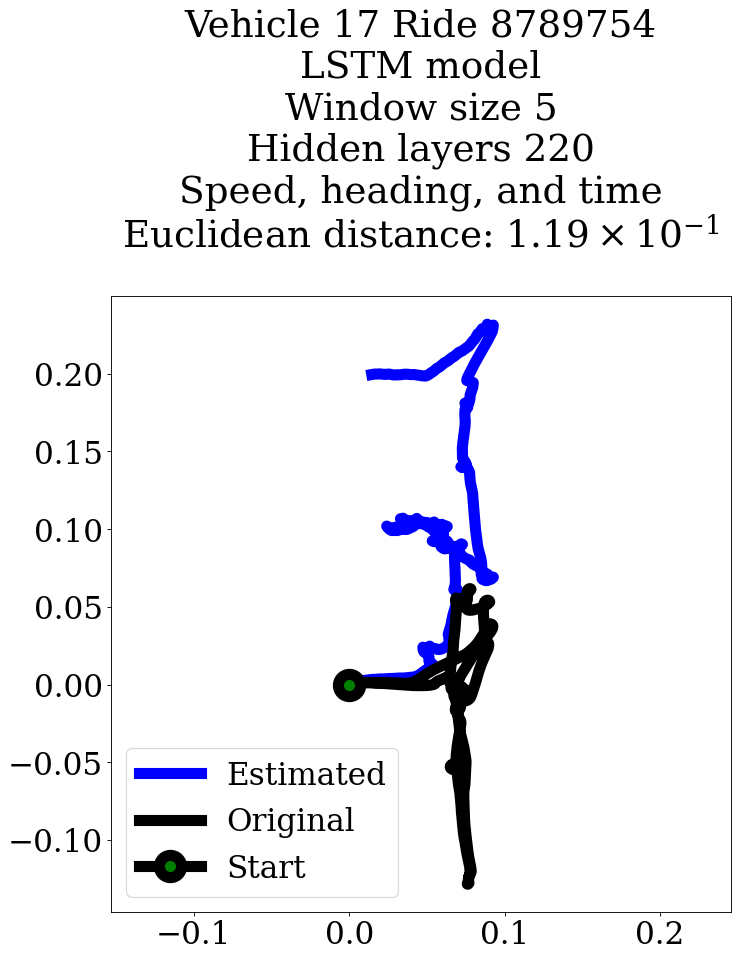 Vehicle 17 Ride 8789754
LSTM model
Window size 5
Hidden layers 220
Speed, heading, and time
Euclidean distance: 1.19 × 10⁻¹
0.20
0.15
0.10
0.05
0.00
−0.05
−0.10
Estimated
Original
Start
−0.1 0.0 0.1 0.2